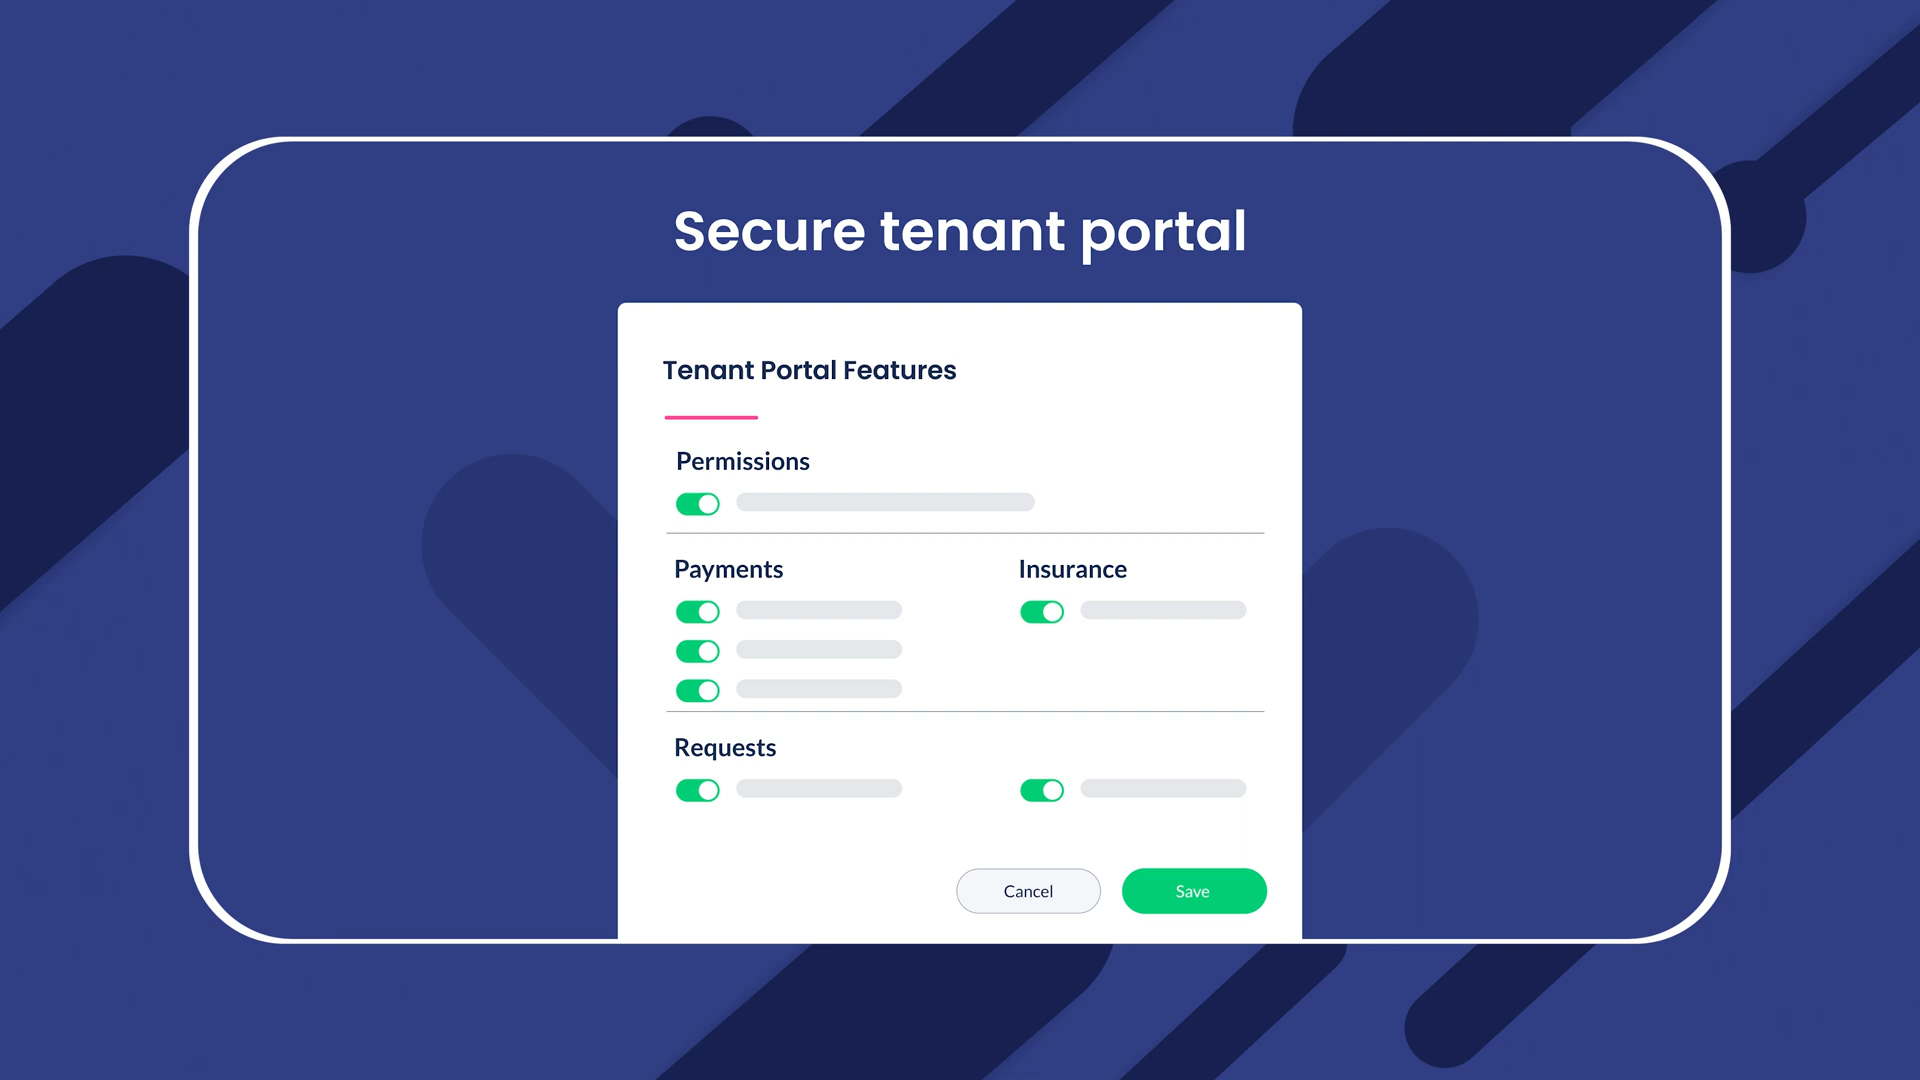 Secure tenant portal
Tenant Portal Features
Permissions
Payments
Insurance
Requests
Cancel
Save